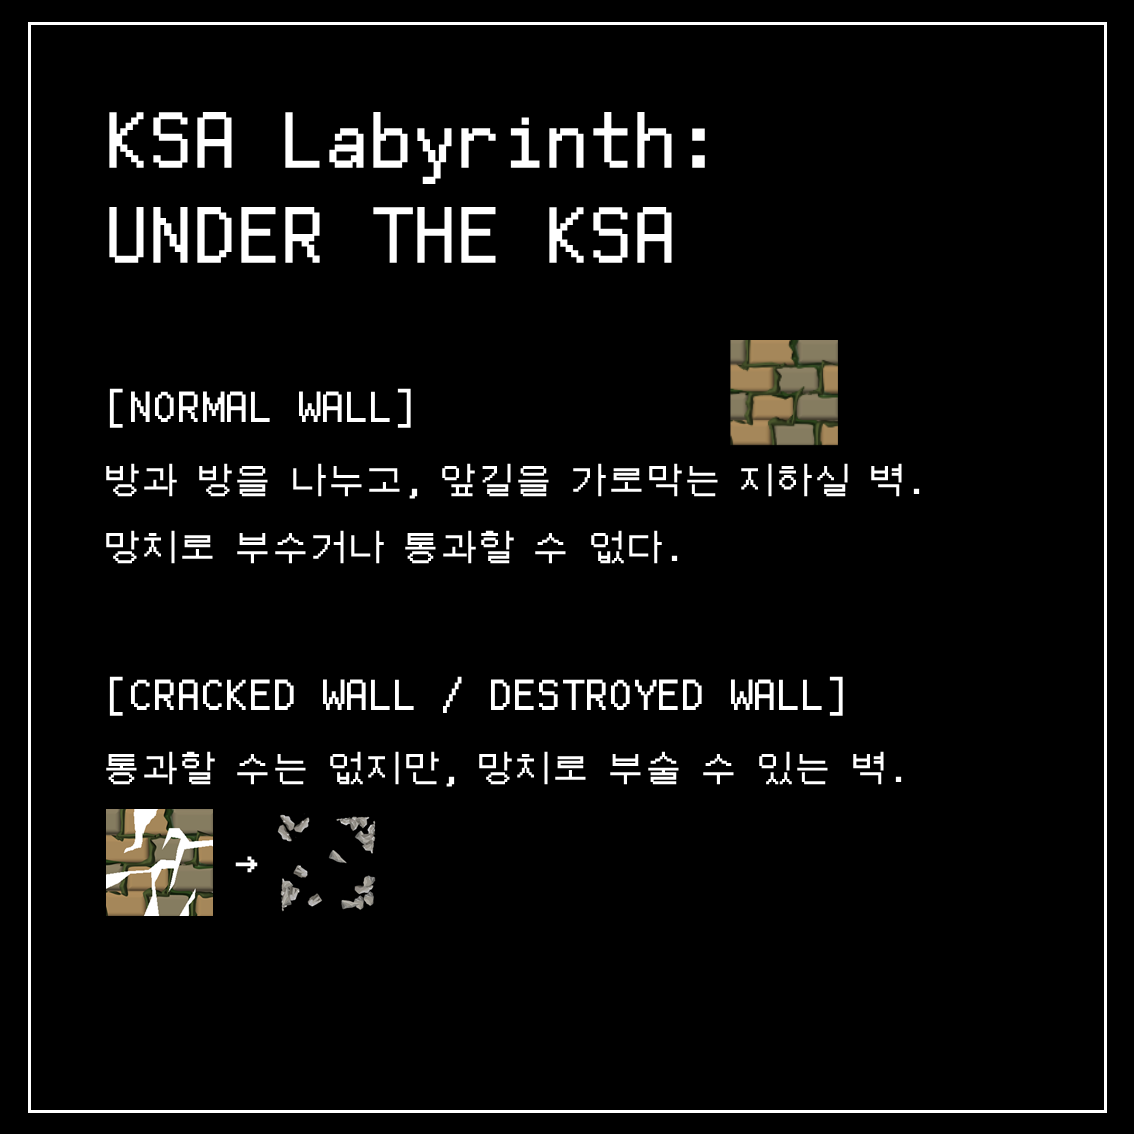 KSA Labyrinth:
UNDER THE KSA
[NORMAL WALL]
방과 방을 나누고, 앞길을 가로막는 지하실 벽.
망치로 부수거나 통과할 수 없다.
[CRACKED WALL / DESTROYED WALL]
통과할 수는 없지만, 망치로 부술 수 있는 벽.
→